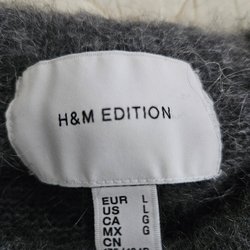 H&M EDITION
EUR L
US L
CA G
MX G
CN